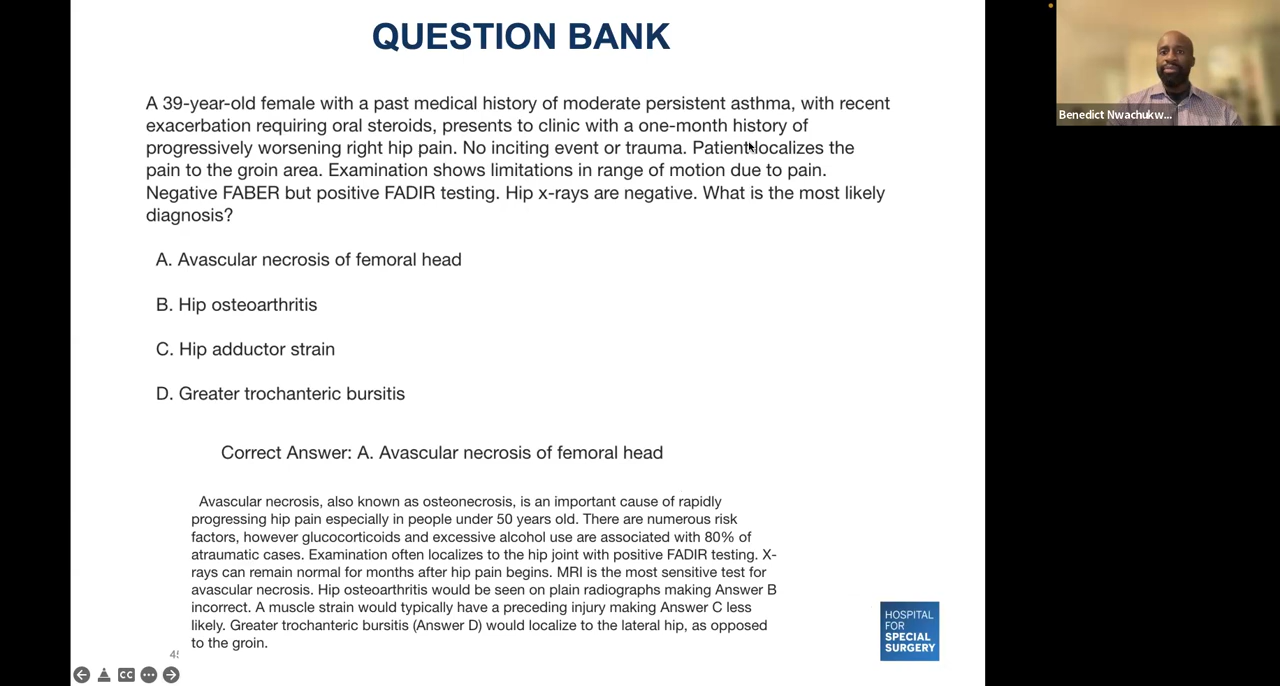 QUESTION BANK
A 39-year-old female with a past medical history of moderate persistent asthma, with recent
exacerbation requiring oral steroids, presents to clinic with a one-month history of
progressively worsening right hip pain. No inciting event or trauma. Patient localizes the
pain to the groin area. Examination shows limitations in range of motion due to pain.
Negative FABER but positive FADIR testing. Hip x-rays are negative. What is the most likely
diagnosis?
A. Avascular necrosis of femoral head
B. Hip osteoarthritis
C. Hip adductor strain
D. Greater trochanteric bursitis
Correct Answer: A. Avascular necrosis of femoral head
Avascular necrosis, also known as osteonecrosis, is an important cause of rapidly
progressing hip pain especially in people under 50 years old. There are numerous risk
factors, however glucocorticoids and excessive alcohol use are associated with 80% of
atraumatic cases. Examination often localizes to the hip joint with positive FADIR testing. X-
rays can remain normal for months after hip pain begins. MRI is the most sensitive test for
avascular necrosis. Hip osteoarthritis would be seen on plain radiographs making Answer B
incorrect. A muscle strain would typically have a preceding injury making Answer C less
likely. Greater trochanteric bursitis (Answer D) would localize to the lateral hip, as opposed
to the groin.
HOSPITAL
FOR
SPECIAL
SURGERY
CC
Benedict Nwachukw...